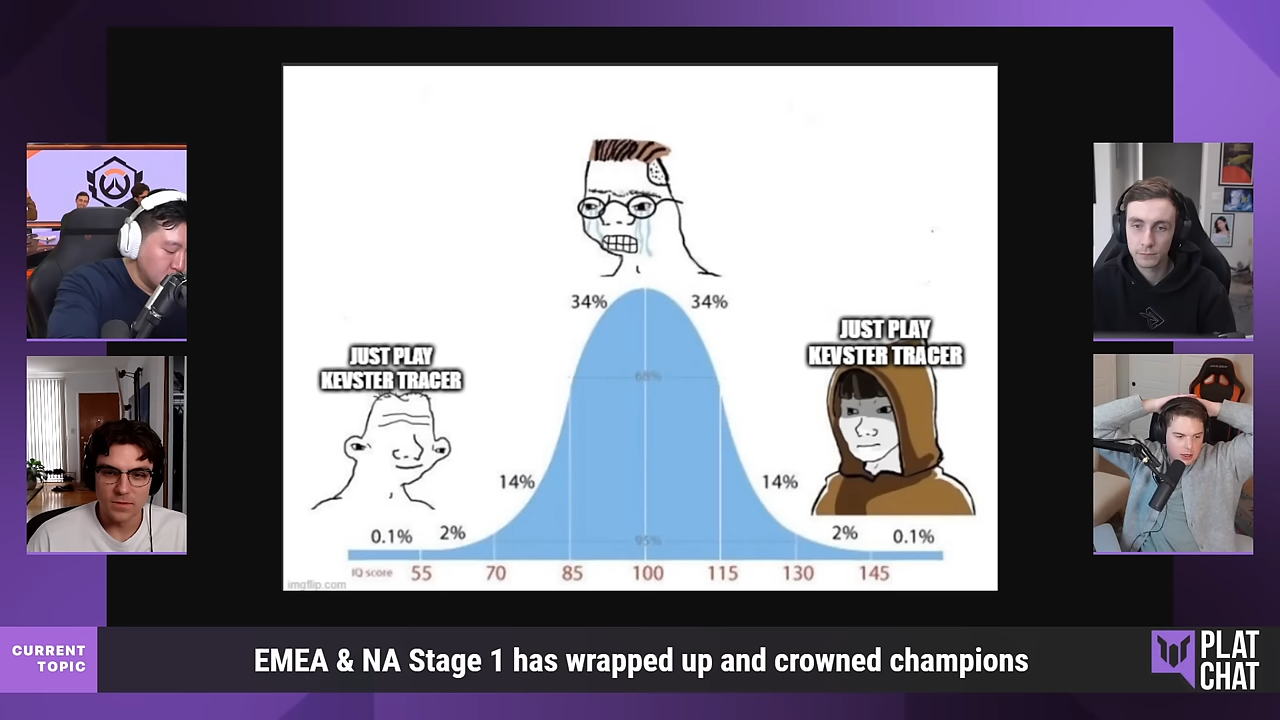 34%
34%
JUST PLAY
KEVSTER TRACER
JUST PLAY
KEVSTER TRACER
68%
14%
14%
0.1%
2%
95%
2%
0.1%
IQ score
55
70
85
100
115
130
145
imgflip.com
CURRENT
TOPIC
EMEA & NA Stage 1 has wrapped up and crowned champions
PLAT
CHAT